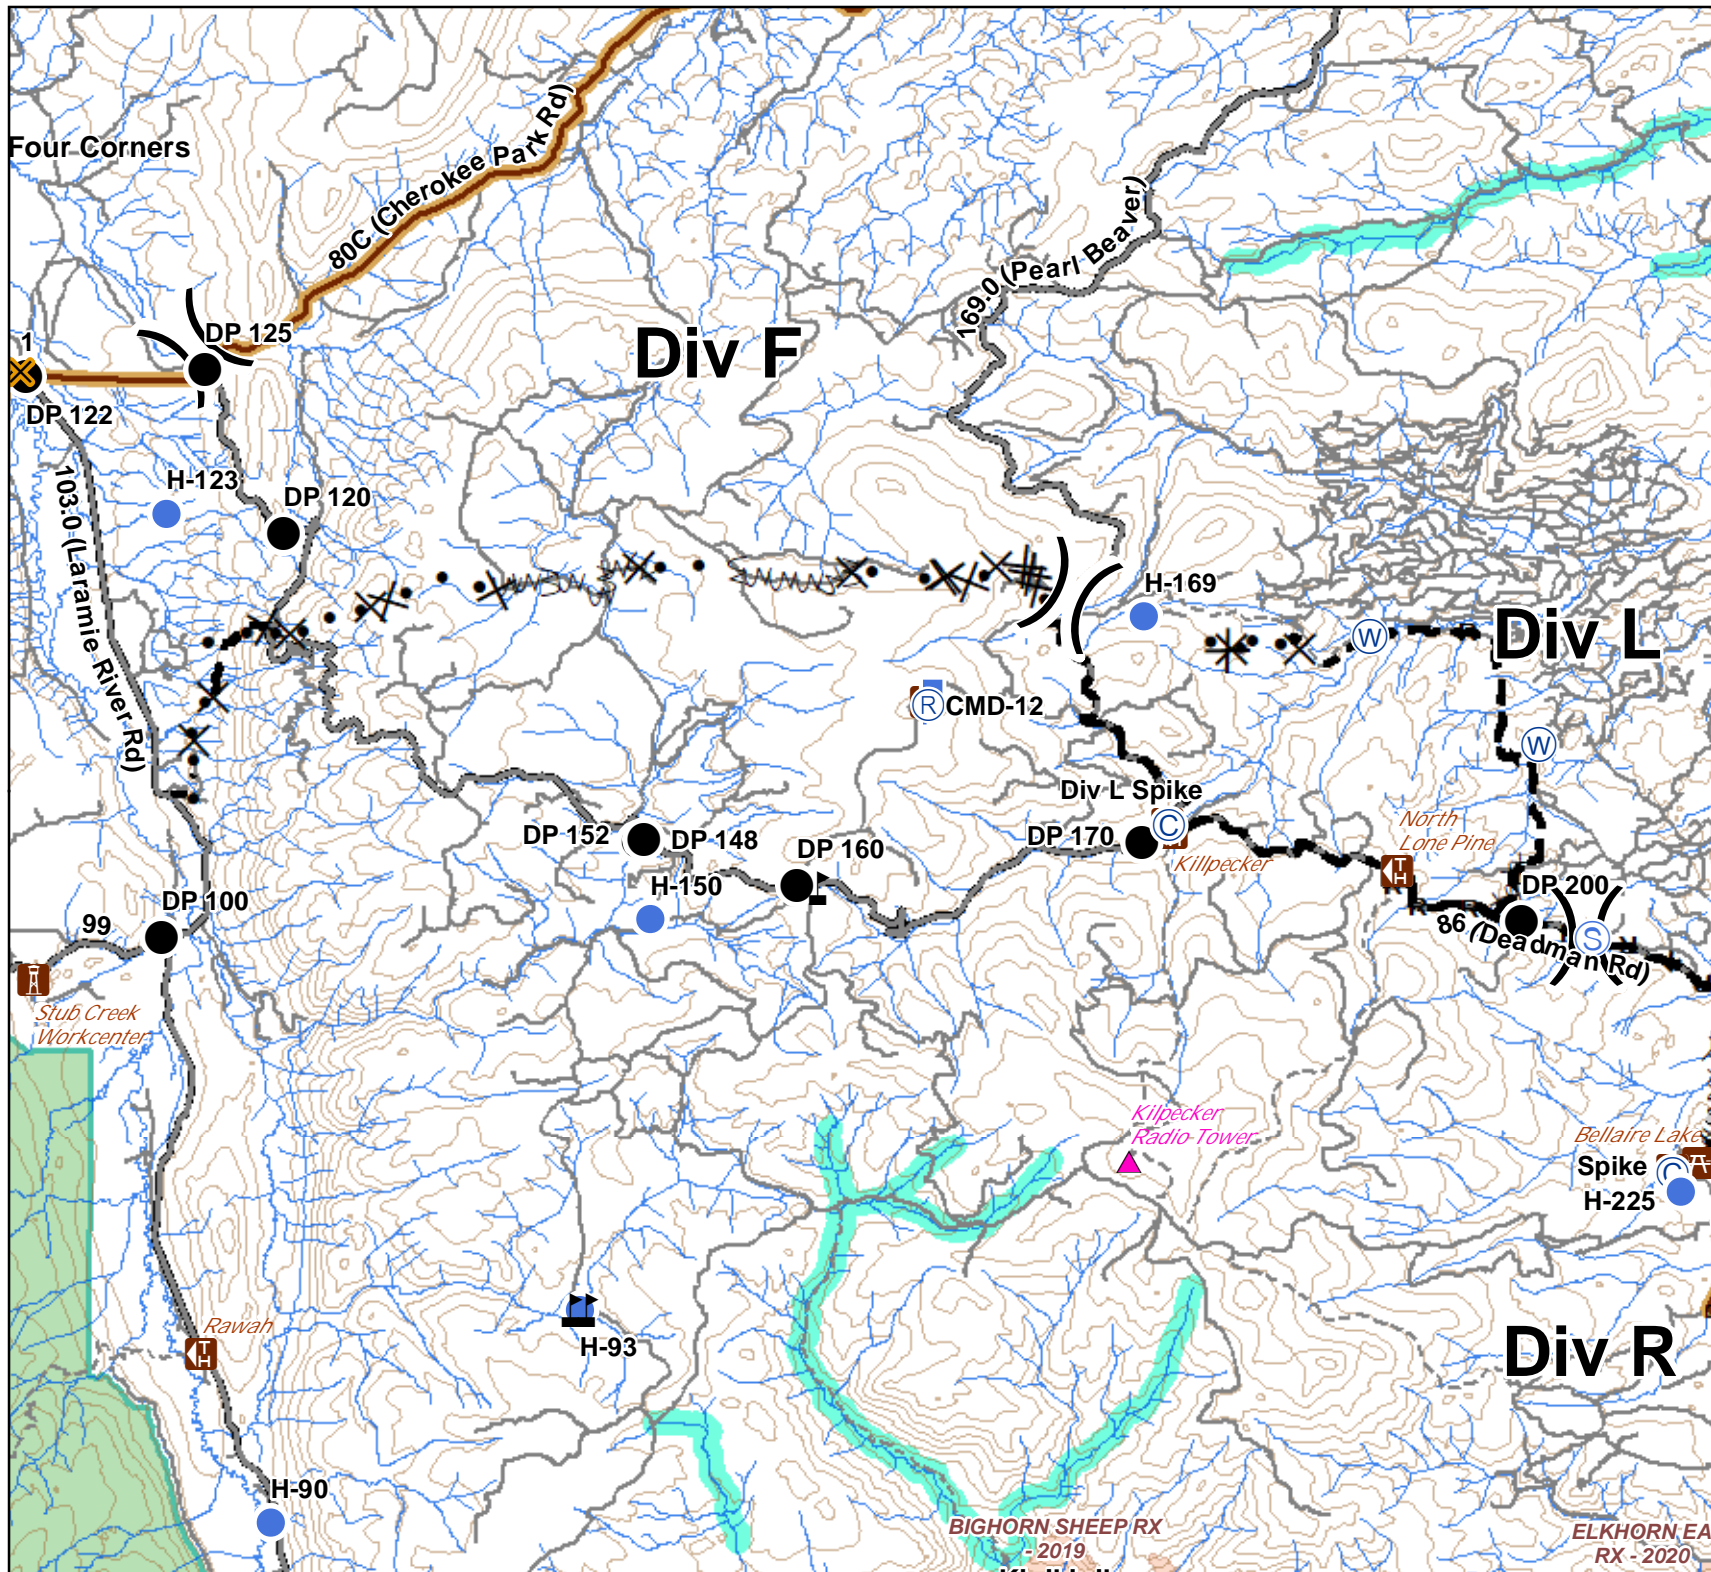 Four Corners
80C (Cherokee Park Rd)
169.0 (Pearl Beaver)
DP 125
1
Div F
DP 122
H-123
DP 120
103.0 (Laramie River Rd)
H-169
W
Div L
R
CMD-12
W
Div L Spike
C
DP 152
DP 148
DP 160
DP 170
Killpecker
North
Lone Pine
TH
H-150
DP 200
DP 100
99
86 (Deadman Rd)
S
Stub Creek
Workcenter
Kilpecker
Radio Tower
Bellaire Lake
Spike
C
H-225
Rawah
TH
H-93
Div R
H-90
BIGHORN SHEEP RX
- 2019
ELKHORN EA
RX - 2020